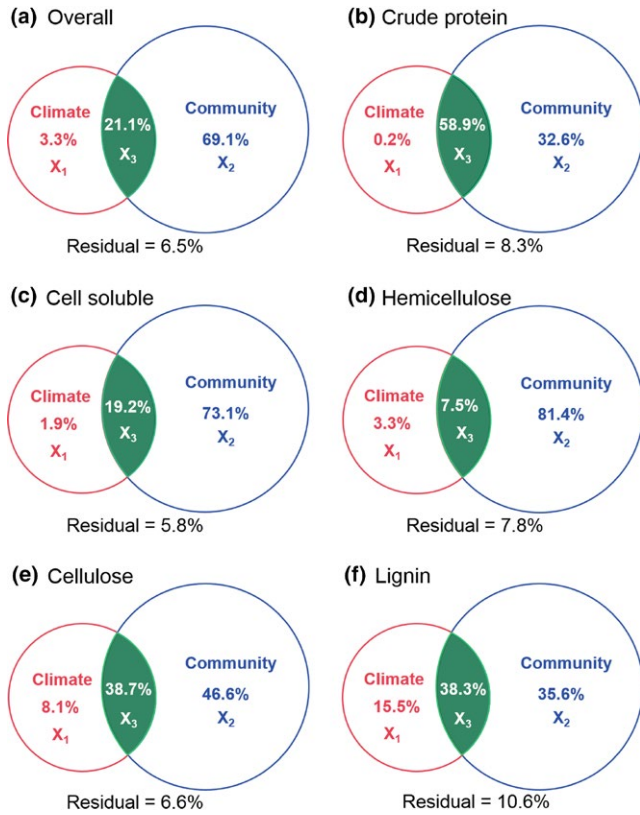 (a) Overall
Climate
3.3%
X₁
21.1%
X₃
Community
69.1%
X₂
Residual = 6.5%
(b) Crude protein
Climate
0.2%
X₁
58.9%
X₃
Community
32.6%
X₂
Residual = 8.3%
(c) Cell soluble
Climate
1.9%
X₁
19.2%
X₃
Community
73.1%
X₂
Residual = 5.8%
(d) Hemicellulose
Climate
3.3%
X₁
7.5%
X₃
Community
81.4%
X₂
Residual = 7.8%
(e) Cellulose
Climate
8.1%
X₁
38.7%
X₃
Community
46.6%
X₂
Residual = 6.6%
(f) Lignin
Climate
15.5%
X₁
38.3%
X₃
Community
35.6%
X₂
Residual = 10.6%